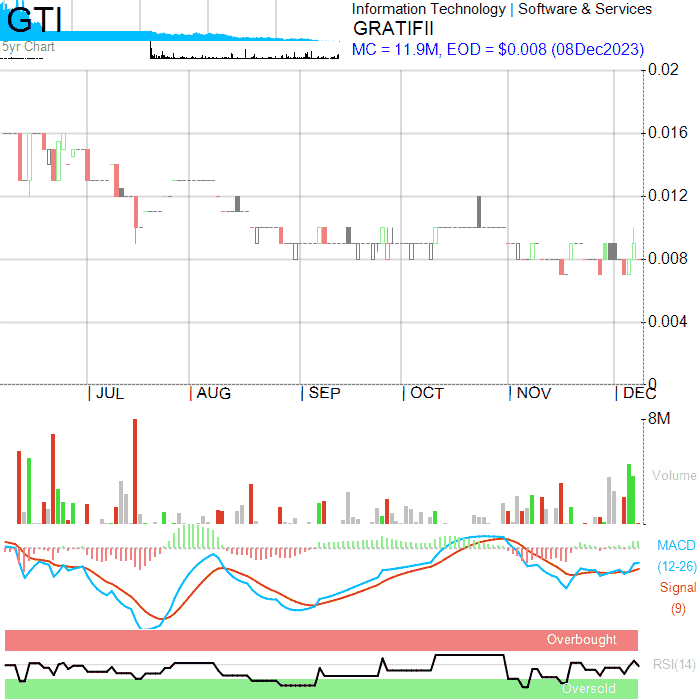 GTI
5yr Chart
Information Technology | Software & Services
GRATIFII
MC = 11.9M, EOD = $0.008 (08Dec2023)
0.02
0.016
0.012
0.008
0.004
0
JUL AUG SEP OCT NOV DEC
8M
Volume
MACD
(12-26)
Signal
(9)
Overbought
RSI(14)
Oversold